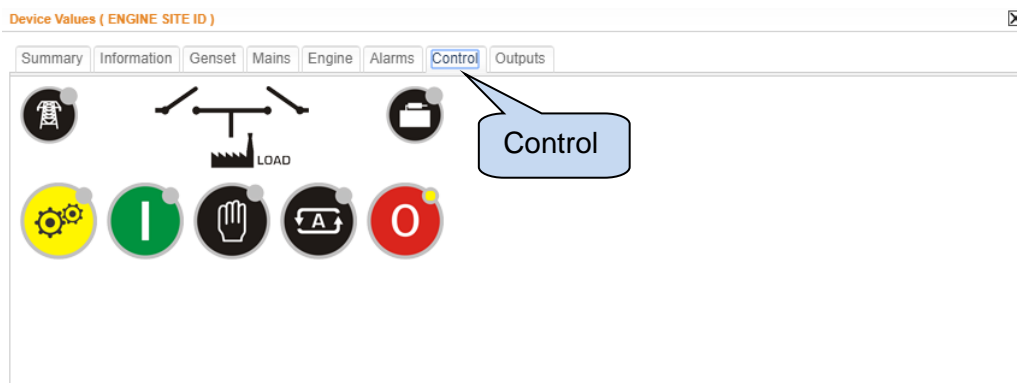 Device Values ( ENGINE SITE ID )
Summary Information Genset Mains Engine Alarms Control Outputs
Control
LOAD
I A O